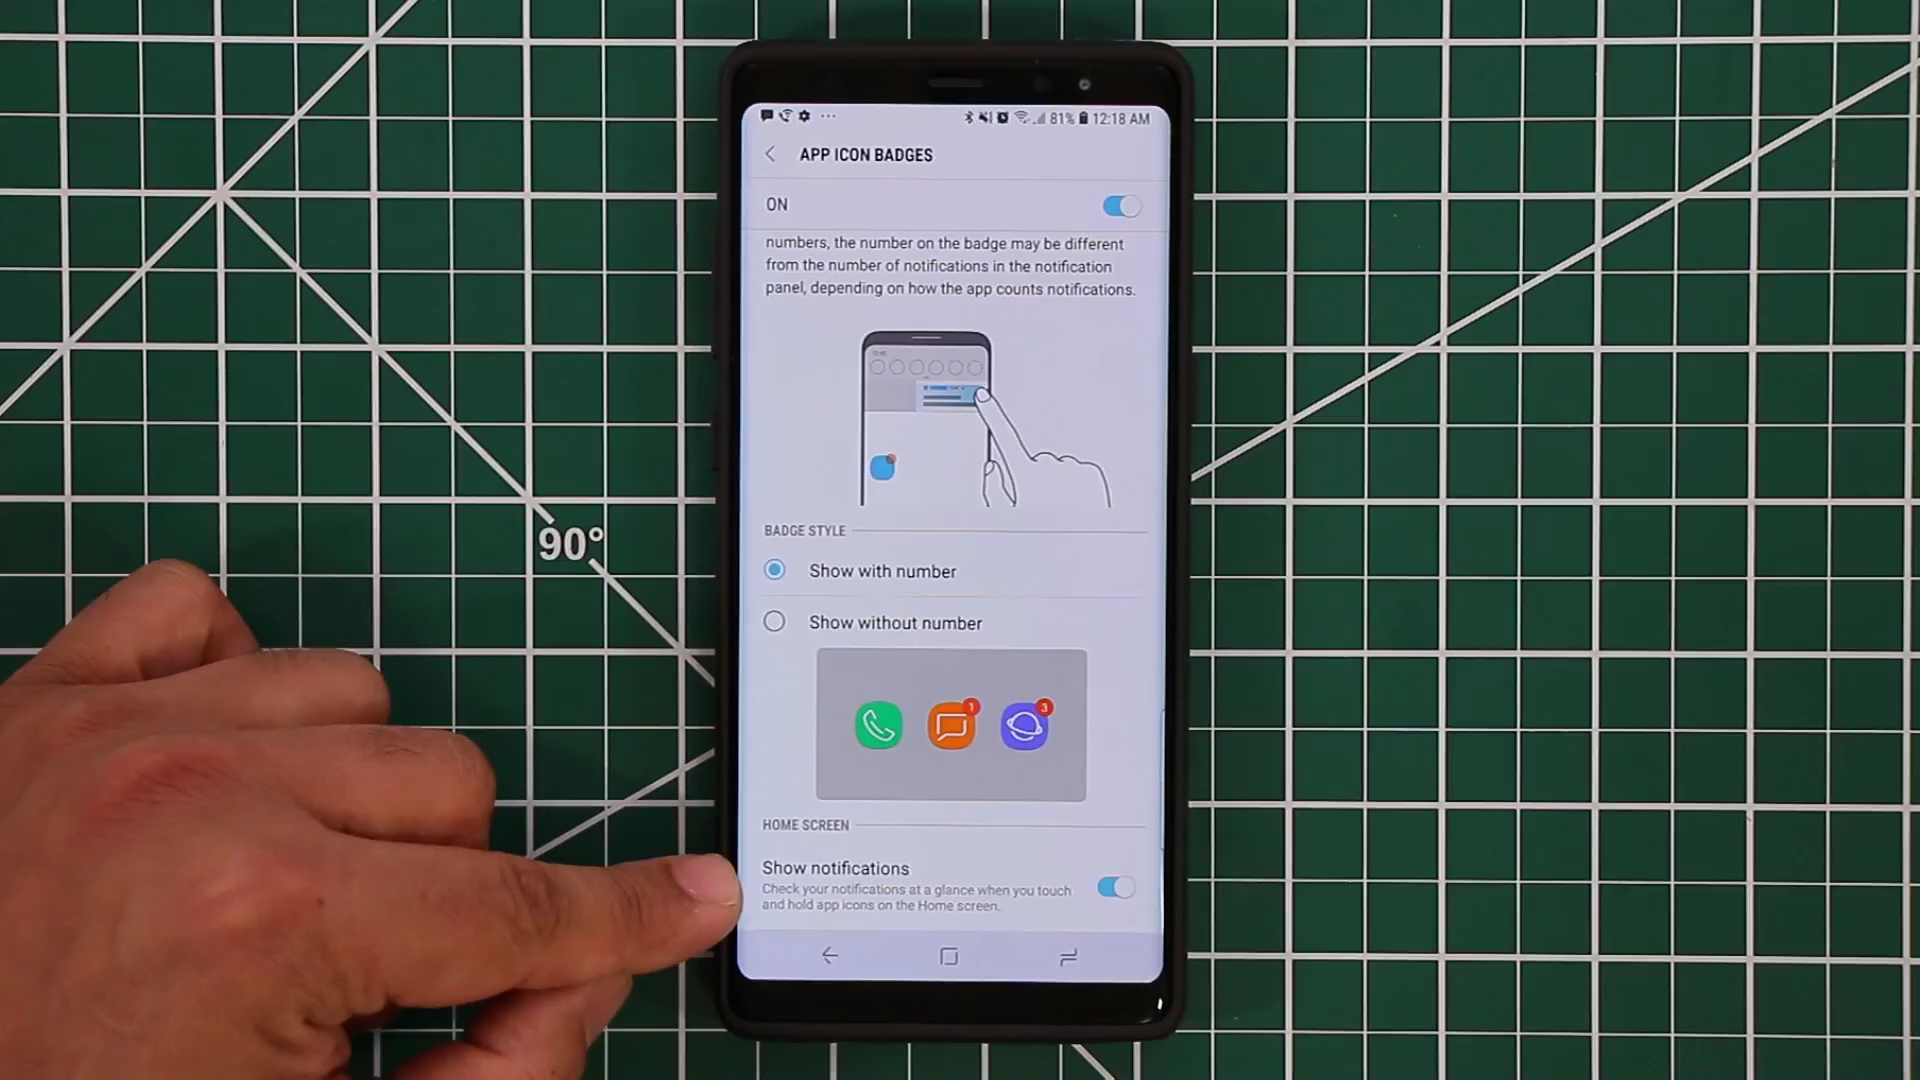 81% 12:18 AM
APP ICON BADGES
ON
numbers, the number on the badge may be different
from the number of notifications in the notification
panel, depending on how the app counts notifications.
BADGE STYLE
Show with number
Show without number
1 3
HOME SCREEN
Show notifications
Check your notifications at a glance when you touch
and hold app icons on the Home screen.
90°